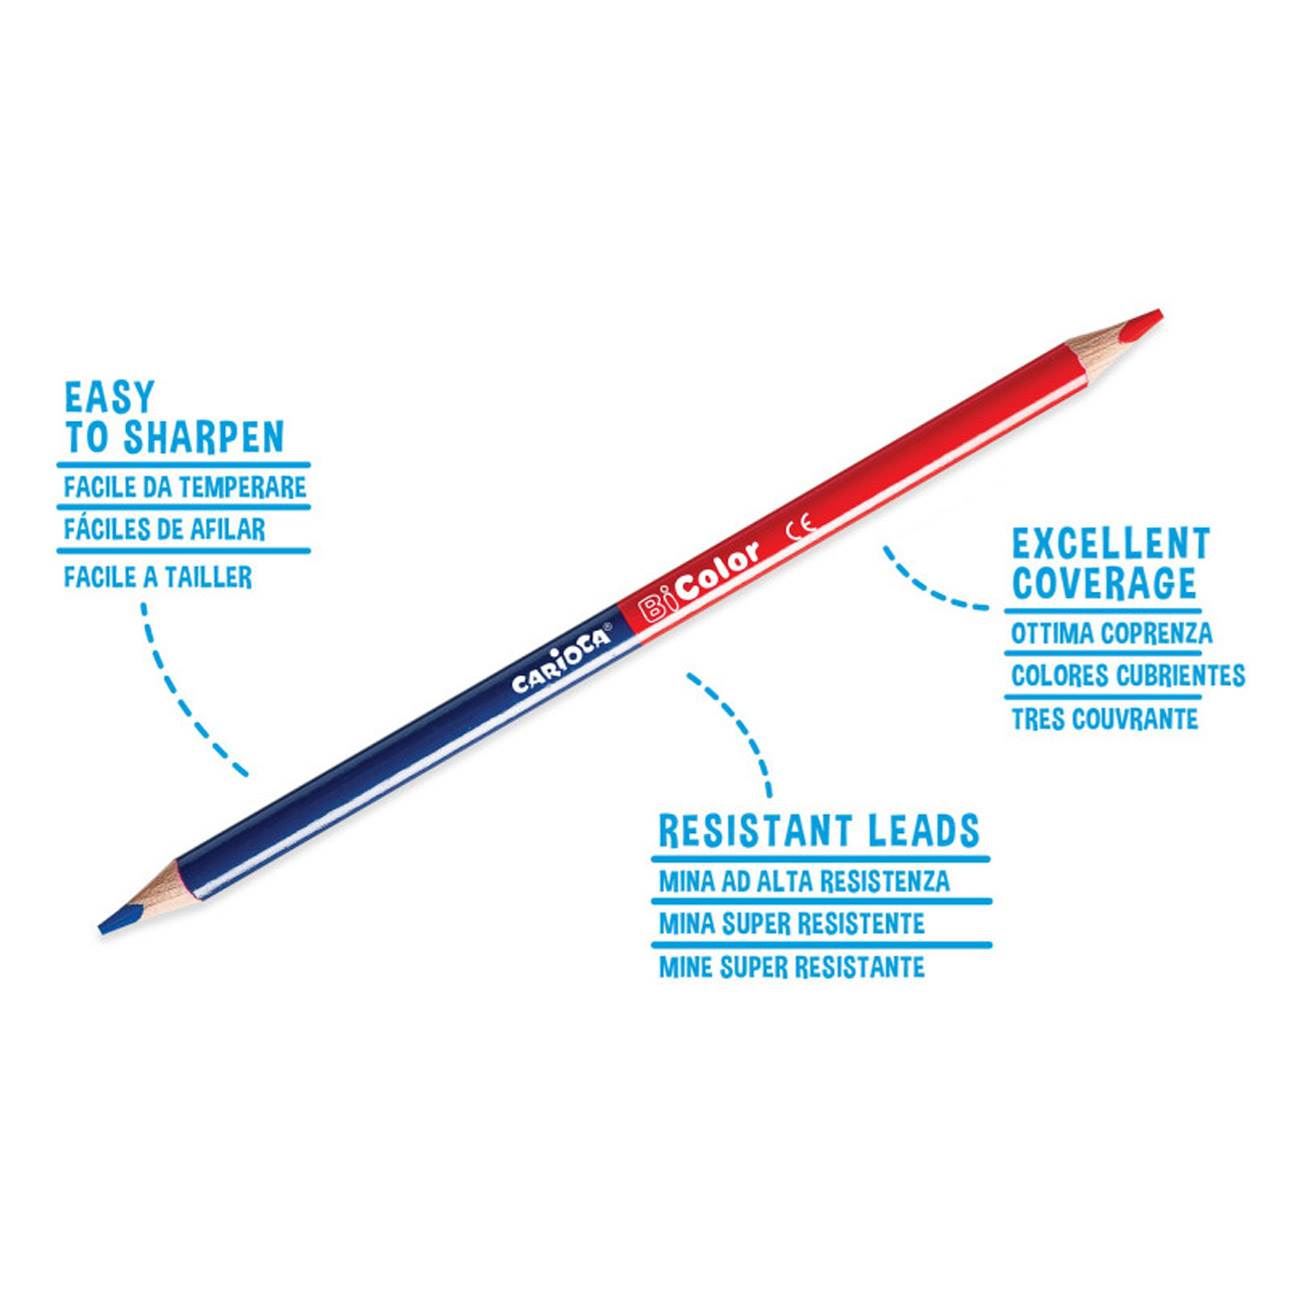 EASY
TO SHARPEN
FACILE DA TEMPERARE
FÁCILES DE AFILAR
FACILE A TAILLER
CARIOCA®
BiColor CE
EXCELLENT
COVERAGE
OTTIMA COPRENZA
COLORES CUBRIENTES
TRES COUVRANTE
RESISTANT LEADS
MINA AD ALTA RESISTENZA
MINA SUPER RESISTENTE
MINE SUPER RESISTANTE